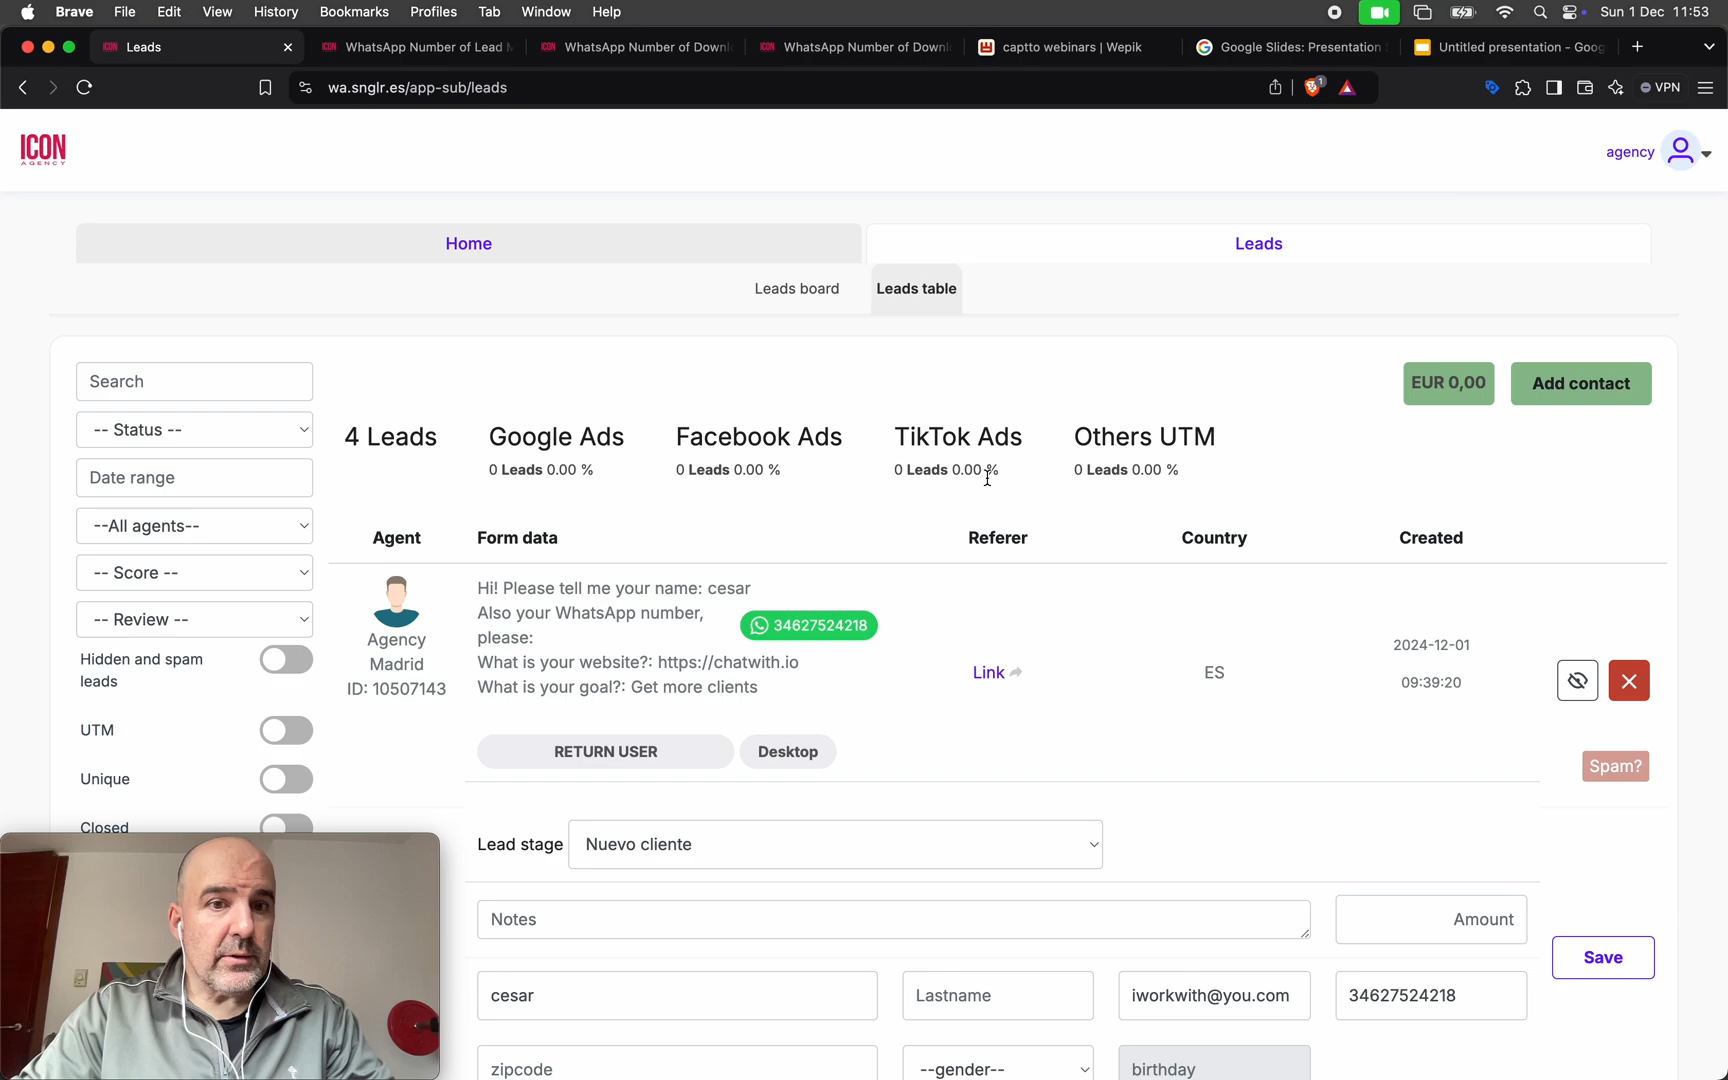 Brave File Edit View History Bookmarks Profiles Tab Window Help Sun 1 Dec 11:53
Leads WhatsApp Number of Lead WhatsApp Number of Downl WhatsApp Number of Downl captto webinars | Wepik Google Slides: Presentation Untitled presentation - Goog
wa.snglr.es/app-sub/leads 1 VPN
ICON
AGENCY
agency
Home Leads
Leads board Leads table
Search
EUR 0,00 Add contact
-- Status --
4 Leads Google Ads Facebook Ads TikTok Ads Others UTM
0 Leads 0.00 % 0 Leads 0.00 % 0 Leads 0.00 % 0 Leads 0.00 %
Date range
--All agents--
Agent Form data Referer Country Created
-- Score --
-- Review --
Hi! Please tell me your name: cesar
Also your WhatsApp number,
please:
34627524218
What is your website?: https://chatwith.io
What is your goal?: Get more clients
Agency
Madrid
ID: 10507143
Link
ES
2024-12-01
09:39:20
Hidden and spam
leads
UTM
RETURN USER Desktop
Spam?
Unique
Closed
Lead stage Nuevo cliente
Notes Amount
Save
cesar Lastname iworkwith@you.com 34627524218
zipcode --gender-- birthday